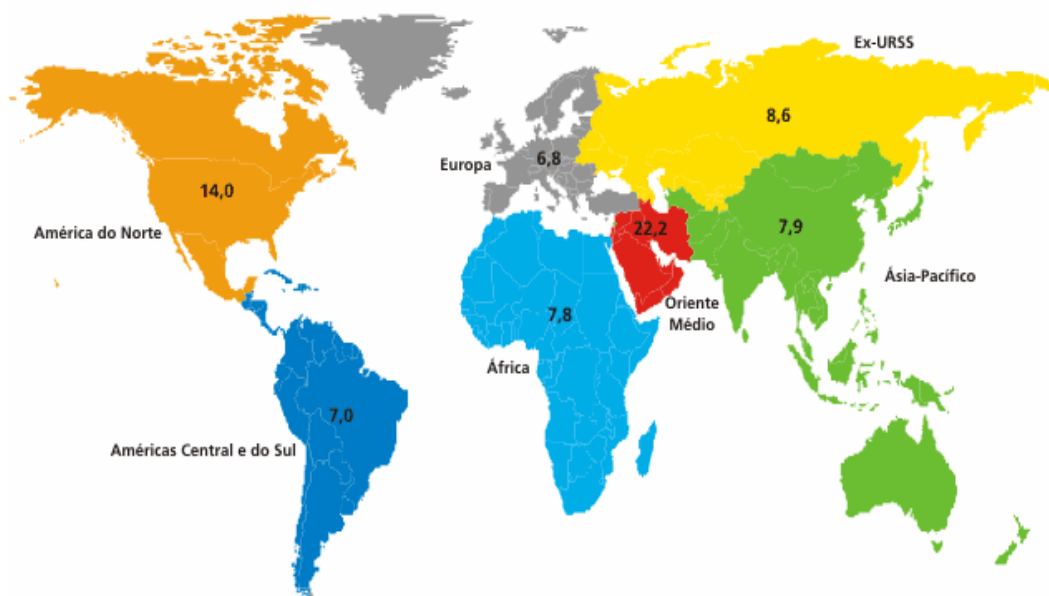 Ex-URSS
8,6
Europa
6,8
14,0
América do Norte
22,2
7,9
Ásia-Pacífico
Oriente
Médio
7,8
África
7,0
Américas Central e do Sul